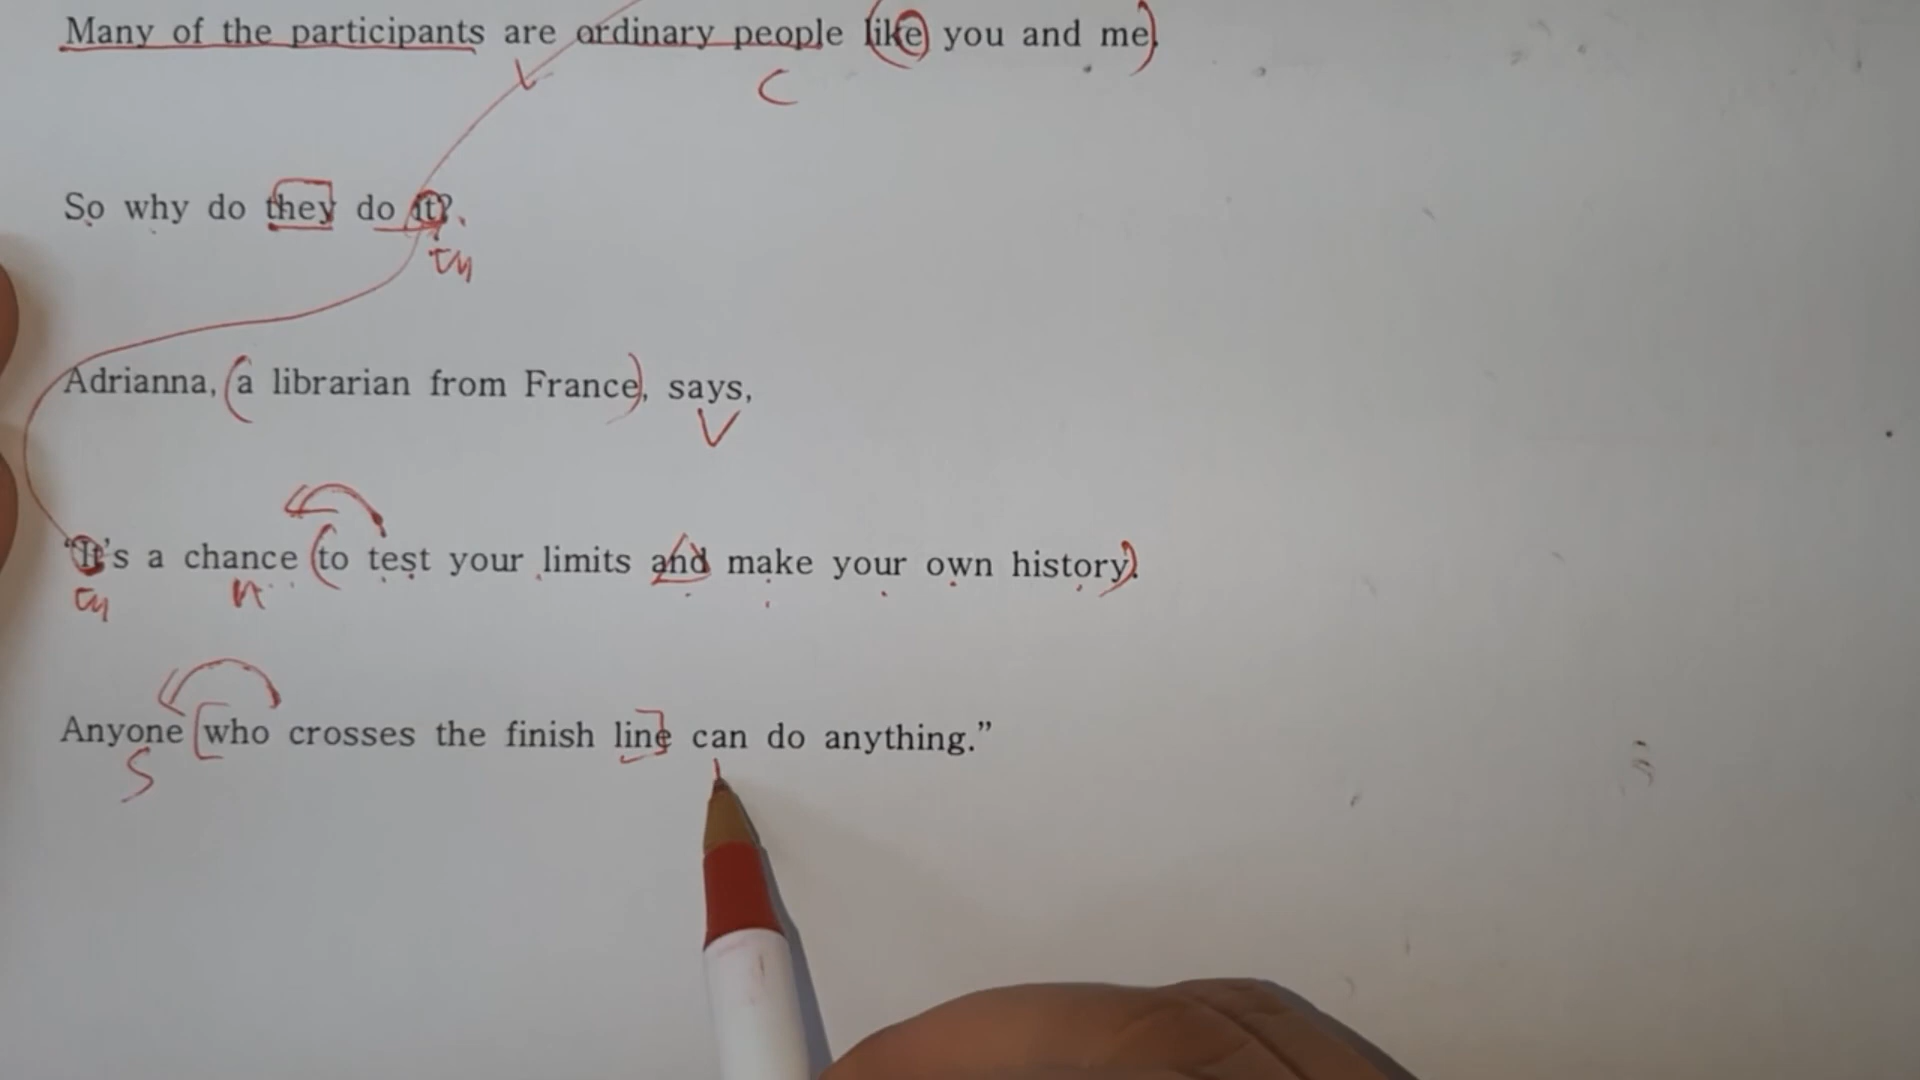 Many of the participants are ordinary people like you and me.
V C
So why do they do it?
Adrianna, a librarian from France, says,
V
“It's a chance to test your limits and make your own history.
n
Anyone who crosses the finish line can do anything.”
S